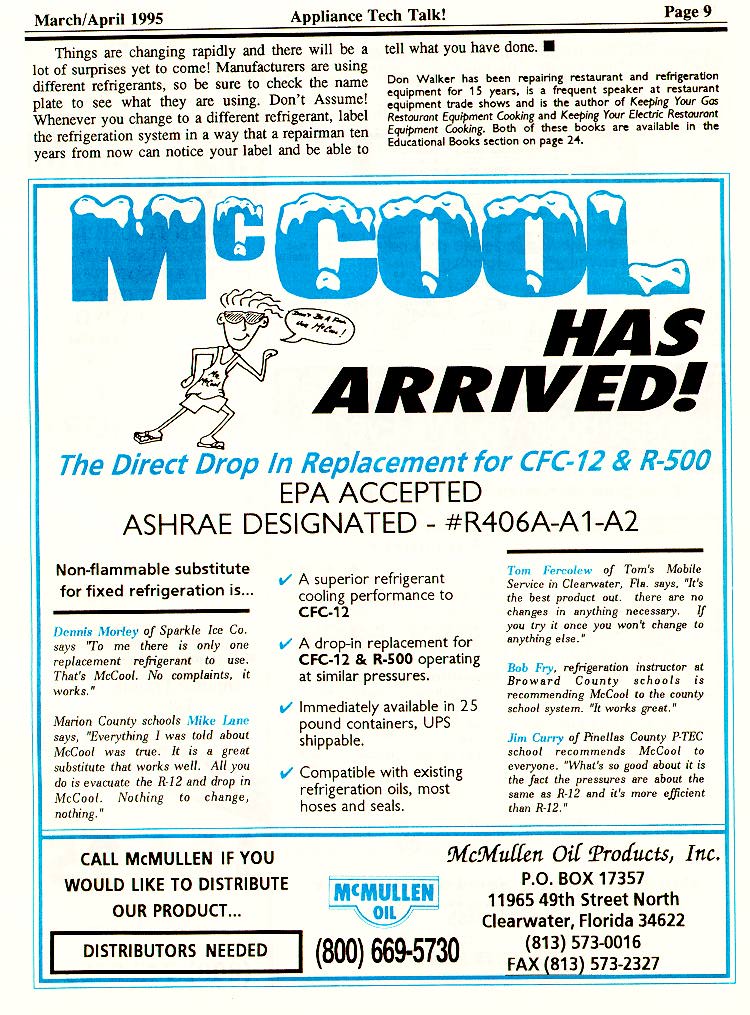 March/April 1995
Appliance Tech Talk!
Page 9
Things are changing rapidly and there will be a
lot of surprises yet to come! Manufacturers are using
different refrigerants, so be sure to check the name
plate to see what they are using. Don't Assume!
Whenever you change to a different refrigerant, label
the refrigeration system in a way that a repairman ten
years from now can notice your label and be able to
tell what you have done. ■
Don Walker has been repairing restaurant and refrigeration
equipment for 15 years, is a frequent speaker at restaurant
equipment trade shows and is the author of Keeping Your Gas
Restaurant Equipment Cooking and Keeping Your Electric Restaurant
Equipment Cooking. Both of these books are available in the
Educational Books section on page 24.
McCOOL
Don't Be A Fool
Use McCool!
Mr.
McCool
HAS
ARRIVED!
The Direct Drop In Replacement for CFC-12 & R-500
EPA ACCEPTED
ASHRAE DESIGNATED - #R406A-A1-A2
Non-flammable substitute
for fixed refrigeration is...
Dennis Morley of Sparkle Ice Co.
says "To me there is only one
replacement refrigerant to use.
That's McCool. No complaints, it
works."
Marion County schools Mike Lane
says, "Everything I was told about
McCool was true. It is a great
substitute that works well. All you
do is evacuate the R-12 and drop in
McCool. Nothing to change,
nothing."
✓ A superior refrigerant
cooling performance to
CFC-12
✓ A drop-in replacement for
CFC-12 & R-500 operating
at similar pressures.
✓ Immediately available in 25
pound containers, UPS
shippable.
✓ Compatible with existing
refrigeration oils, most
hoses and seals.
Tom Fercolew of Tom's Mobile
Service in Clearwater, Fla. says, "It's
the best product out. there are no
changes in anything necessary. If
you try it once you won't change to
anything else."
Bob Fry, refrigeration instructor at
Broward County schools is
recommending McCool to the county
school system. "It works great."
Jim Curry of Pinellas County P-TEC
school recommends McCool to
everyone. "What's so good about it is
the fact the pressures are about the
same as R-12 and it's more efficient
than R-12."
CALL McMULLEN IF YOU
WOULD LIKE TO DISTRIBUTE
OUR PRODUCT...
DISTRIBUTORS NEEDED
McMULLEN
OIL
(800) 669-5730
McMullen Oil Products, Inc.
P.O. BOX 17357
11965 49th Street North
Clearwater, Florida 34622
(813) 573-0016
FAX (813) 573-2327